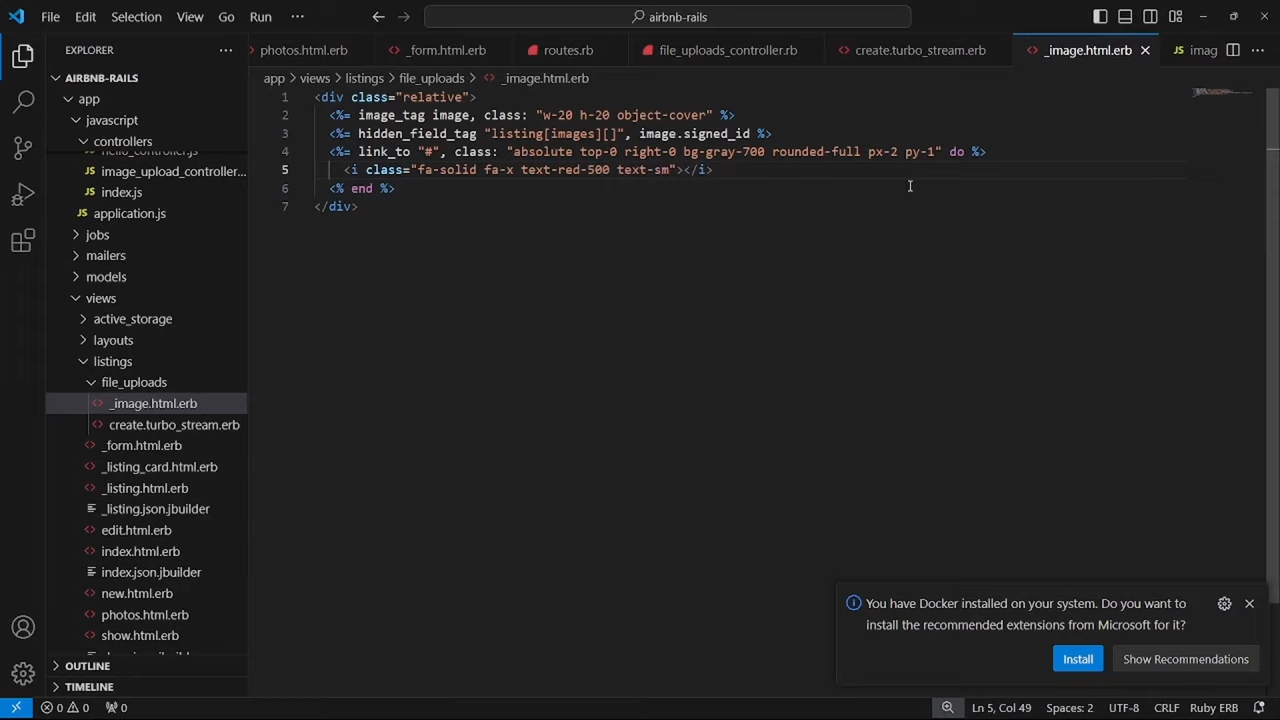 File Edit Selection View Go Run ··· airbnb-rails
EXPLORER ···
photos.html.erb _form.html.erb routes.rb file_uploads_controller.rb create.turbo_stream.erb _image.html.erb imag ···
AIRBNB-RAILS
app
javascript
controllers
image_upload_controller...
index.js
application.js
jobs
mailers
models
views
active_storage
layouts
listings
file_uploads
_image.html.erb
create.turbo_stream.erb
_form.html.erb
_listing_card.html.erb
_listing.html.erb
_listing.json.jbuilder
edit.html.erb
index.html.erb
index.json.jbuilder
new.html.erb
photos.html.erb
show.html.erb
OUTLINE
TIMELINE
app > views > listings > file_uploads > _image.html.erb
1 <div class="relative">
2 <%= image_tag image, class: "w-20 h-20 object-cover" %>
3 <%= hidden_field_tag "listing[images][]", image.signed_id %>
4 <%= link_to "#", class: "absolute top-0 right-0 bg-gray-700 rounded-full px-2 py-1" do %>
5 <i class="fa-solid fa-x text-red-500 text-sm"></i>
6 <% end %>
7 </div>
You have Docker installed on your system. Do you want to
install the recommended extensions from Microsoft for it?
Install Show Recommendations
0 0 0 Ln 5, Col 49 Spaces: 2 UTF-8 CRLF Ruby ERB